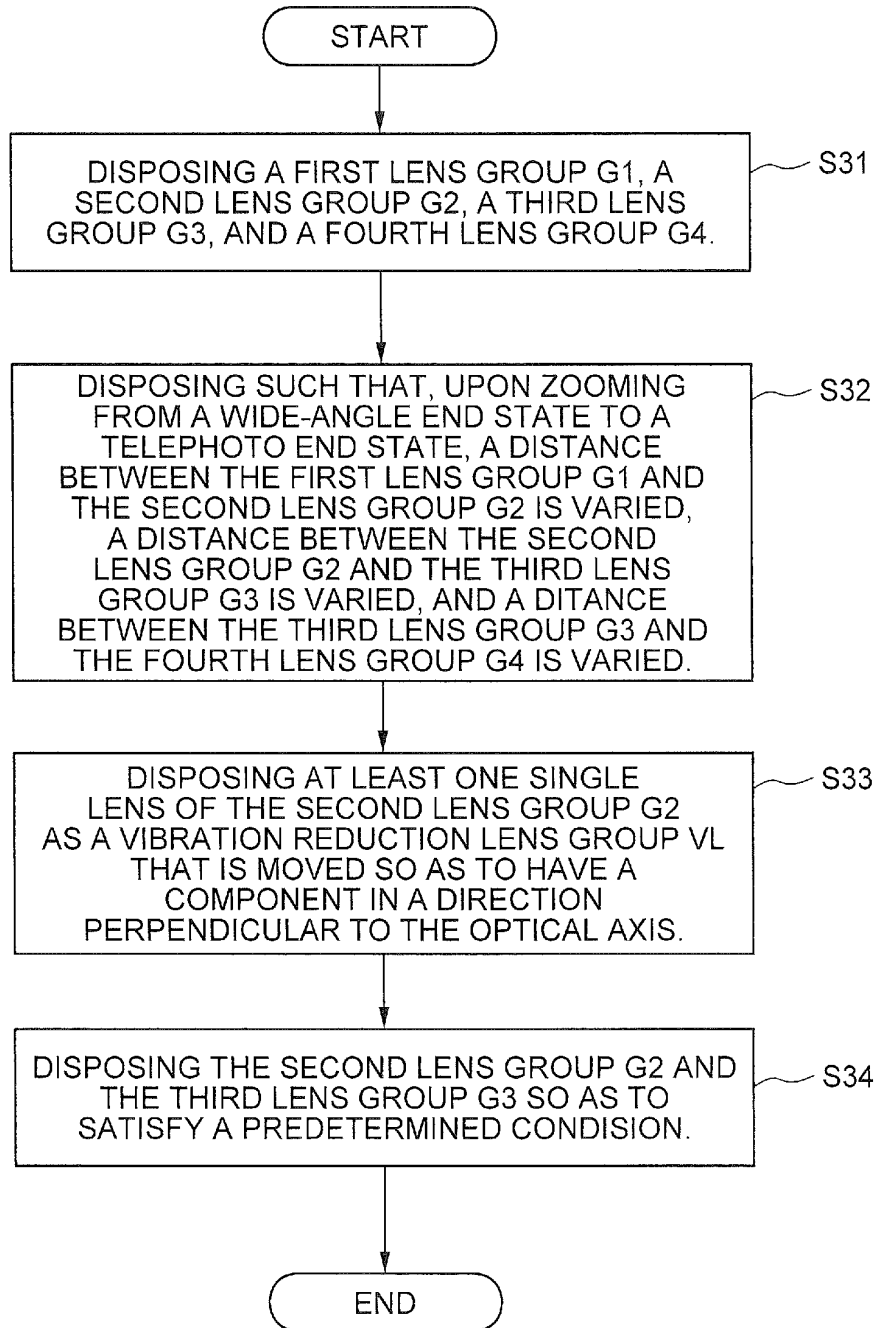 START
DISPOSING A FIRST LENS GROUP G1, A
SECOND LENS GROUP G2, A THIRD LENS
GROUP G3, AND A FOURTH LENS GROUP G4.
S31
DISPOSING SUCH THAT, UPON ZOOMING
FROM A WIDE-ANGLE END STATE TO A
TELEPHOTO END STATE, A DISTANCE
BETWEEN THE FIRST LENS GROUP G1 AND
THE SECOND LENS GROUP G2 IS VARIED,
A DISTANCE BETWEEN THE SECOND
LENS GROUP G2 AND THE THIRD LENS
GROUP G3 IS VARIED, AND A DITANCE
BETWEEN THE THIRD LENS GROUP G3 AND
THE FOURTH LENS GROUP G4 IS VARIED.
S32
DISPOSING AT LEAST ONE SINGLE
LENS OF THE SECOND LENS GROUP G2
AS A VIBRATION REDUCTION LENS GROUP VL
THAT IS MOVED SO AS TO HAVE A
COMPONENT IN A DIRECTION
PERPENDICULAR TO THE OPTICAL AXIS.
S33
DISPOSING THE SECOND LENS GROUP G2 AND
THE THIRD LENS GROUP G3 SO AS TO
SATISFY A PREDETERMINED CONDISION.
S34
END